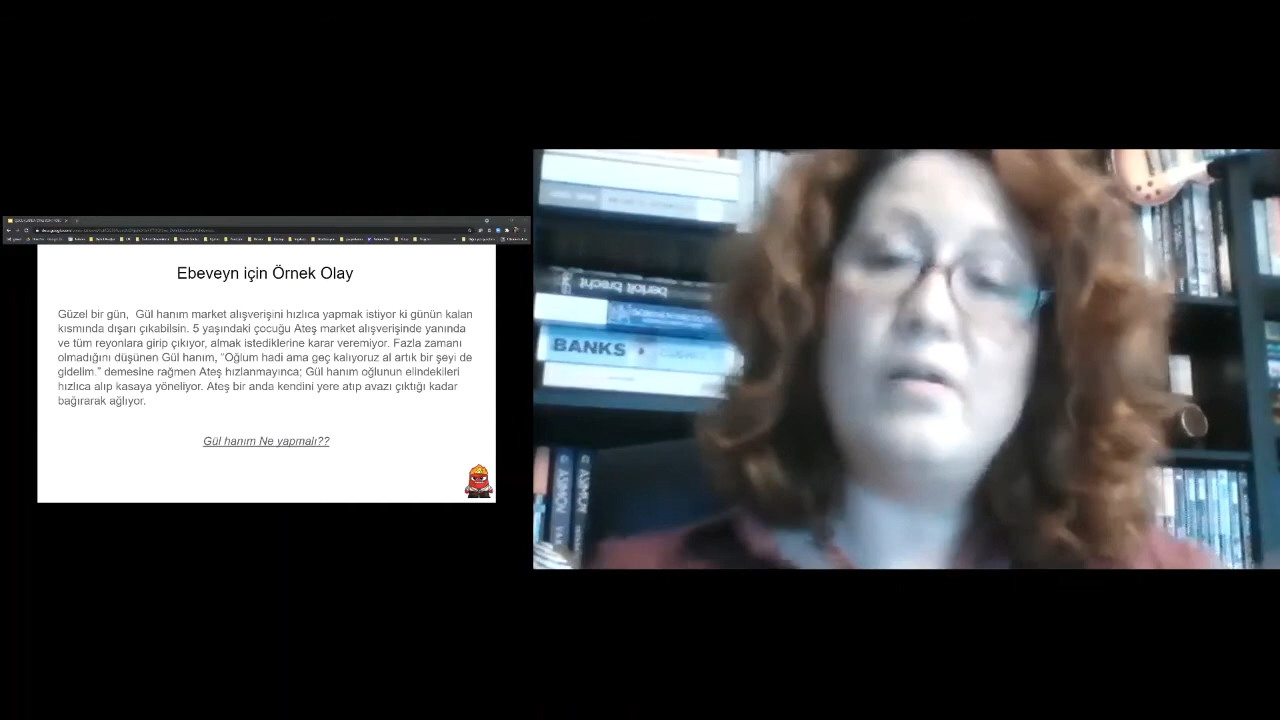 Ebeveyn için Örnek Olay
Güzel bir gün, Gül hanım market alışverişini hızlıca yapmak istiyor ki günün kalan
kısmında dışarı çıkabilsin. 5 yaşındaki çocuğu Ateş market alışverişinde yanında
ve tüm reyonlara girip çıkıyor, almak istediklerine karar veremiyor. Fazla zamanı
olmadığını düşünen Gül hanım, “Oğlum hadi ama geç kalıyoruz al artık bir şeyi de
gidelim.” demesine rağmen Ateş hızlanmayınca; Gül hanım oğlunun elindekileri
hızlıca alıp kasaya yöneliyor. Ateş bir anda kendini yere atıp avazı çıktığı kadar
bağırarak ağlıyor.
Gül hanım Ne yapmalı??
bertolt brecht
BANKS
ASIMOV
ASIMOV